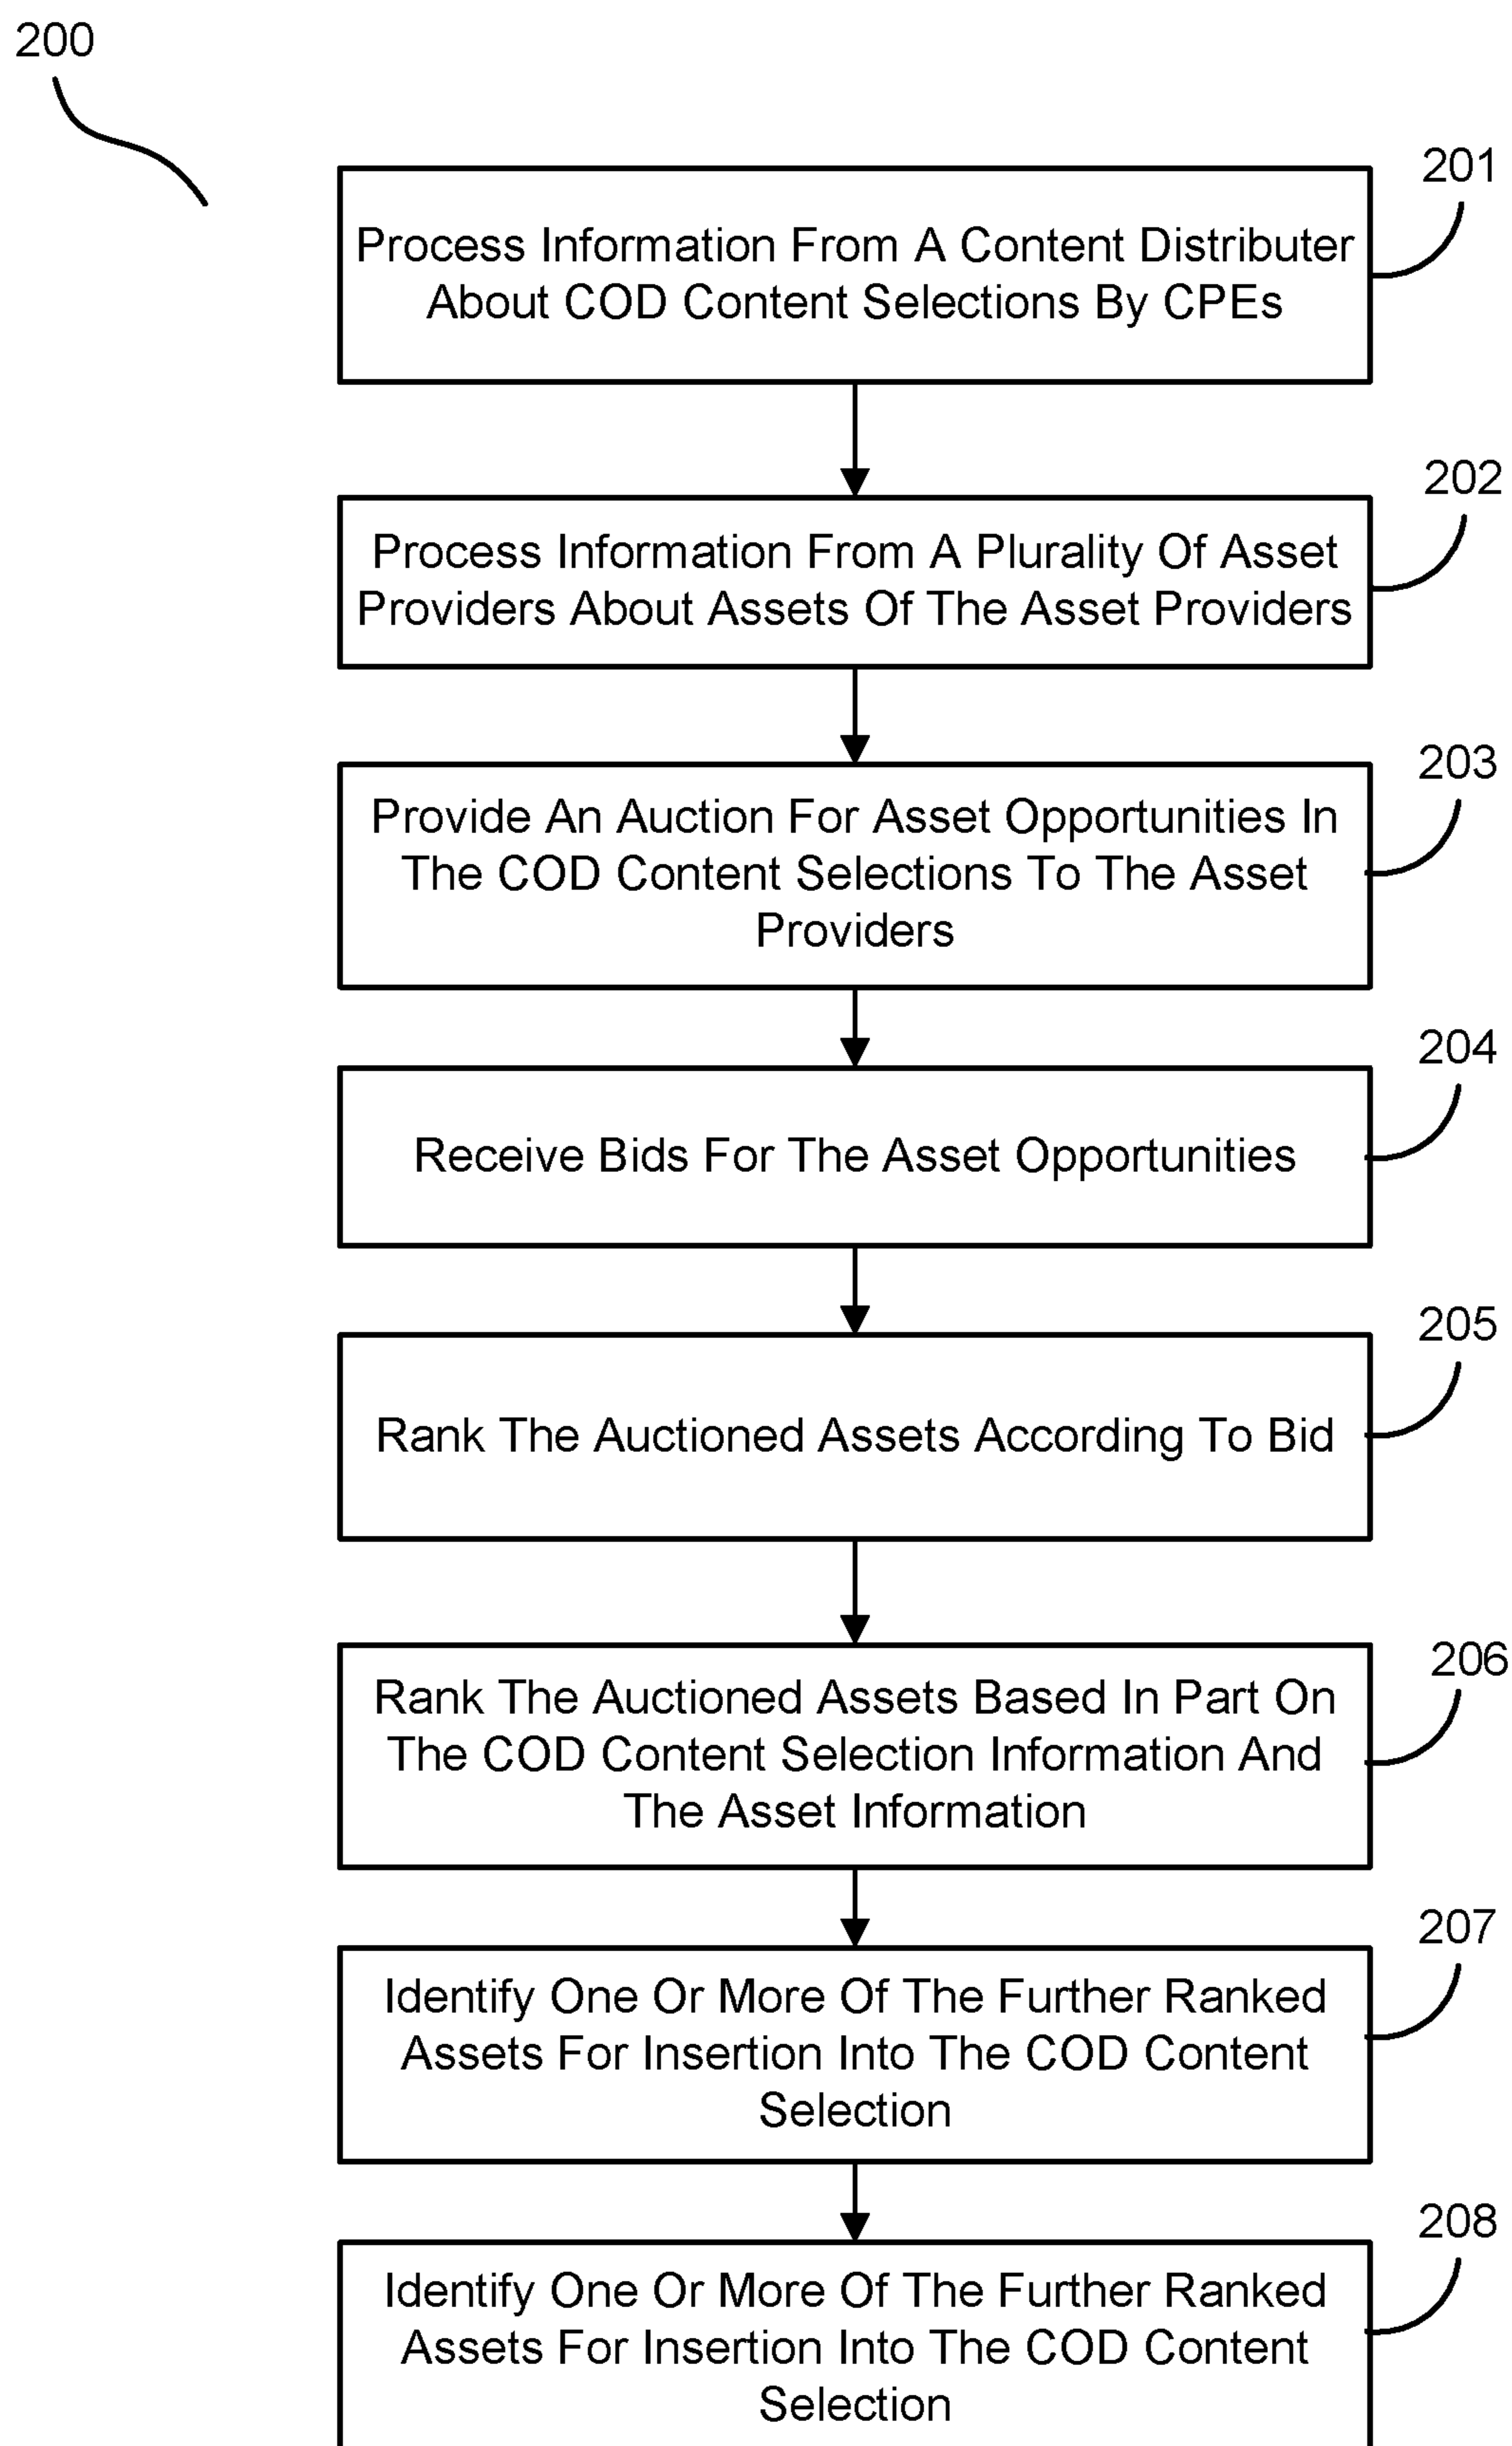 200
201
Process Information From A Content Distributer
About COD Content Selections By CPEs
202
Process Information From A Plurality Of Asset
Providers About Assets Of The Asset Providers
203
Provide An Auction For Asset Opportunities In
The COD Content Selections To The Asset
Providers
204
Receive Bids For The Asset Opportunities
205
Rank The Auctioned Assets According To Bid
206
Rank The Auctioned Assets Based In Part On
The COD Content Selection Information And
The Asset Information
207
Identify One Or More Of The Further Ranked
Assets For Insertion Into The COD Content
Selection
208
Identify One Or More Of The Further Ranked
Assets For Insertion Into The COD Content
Selection